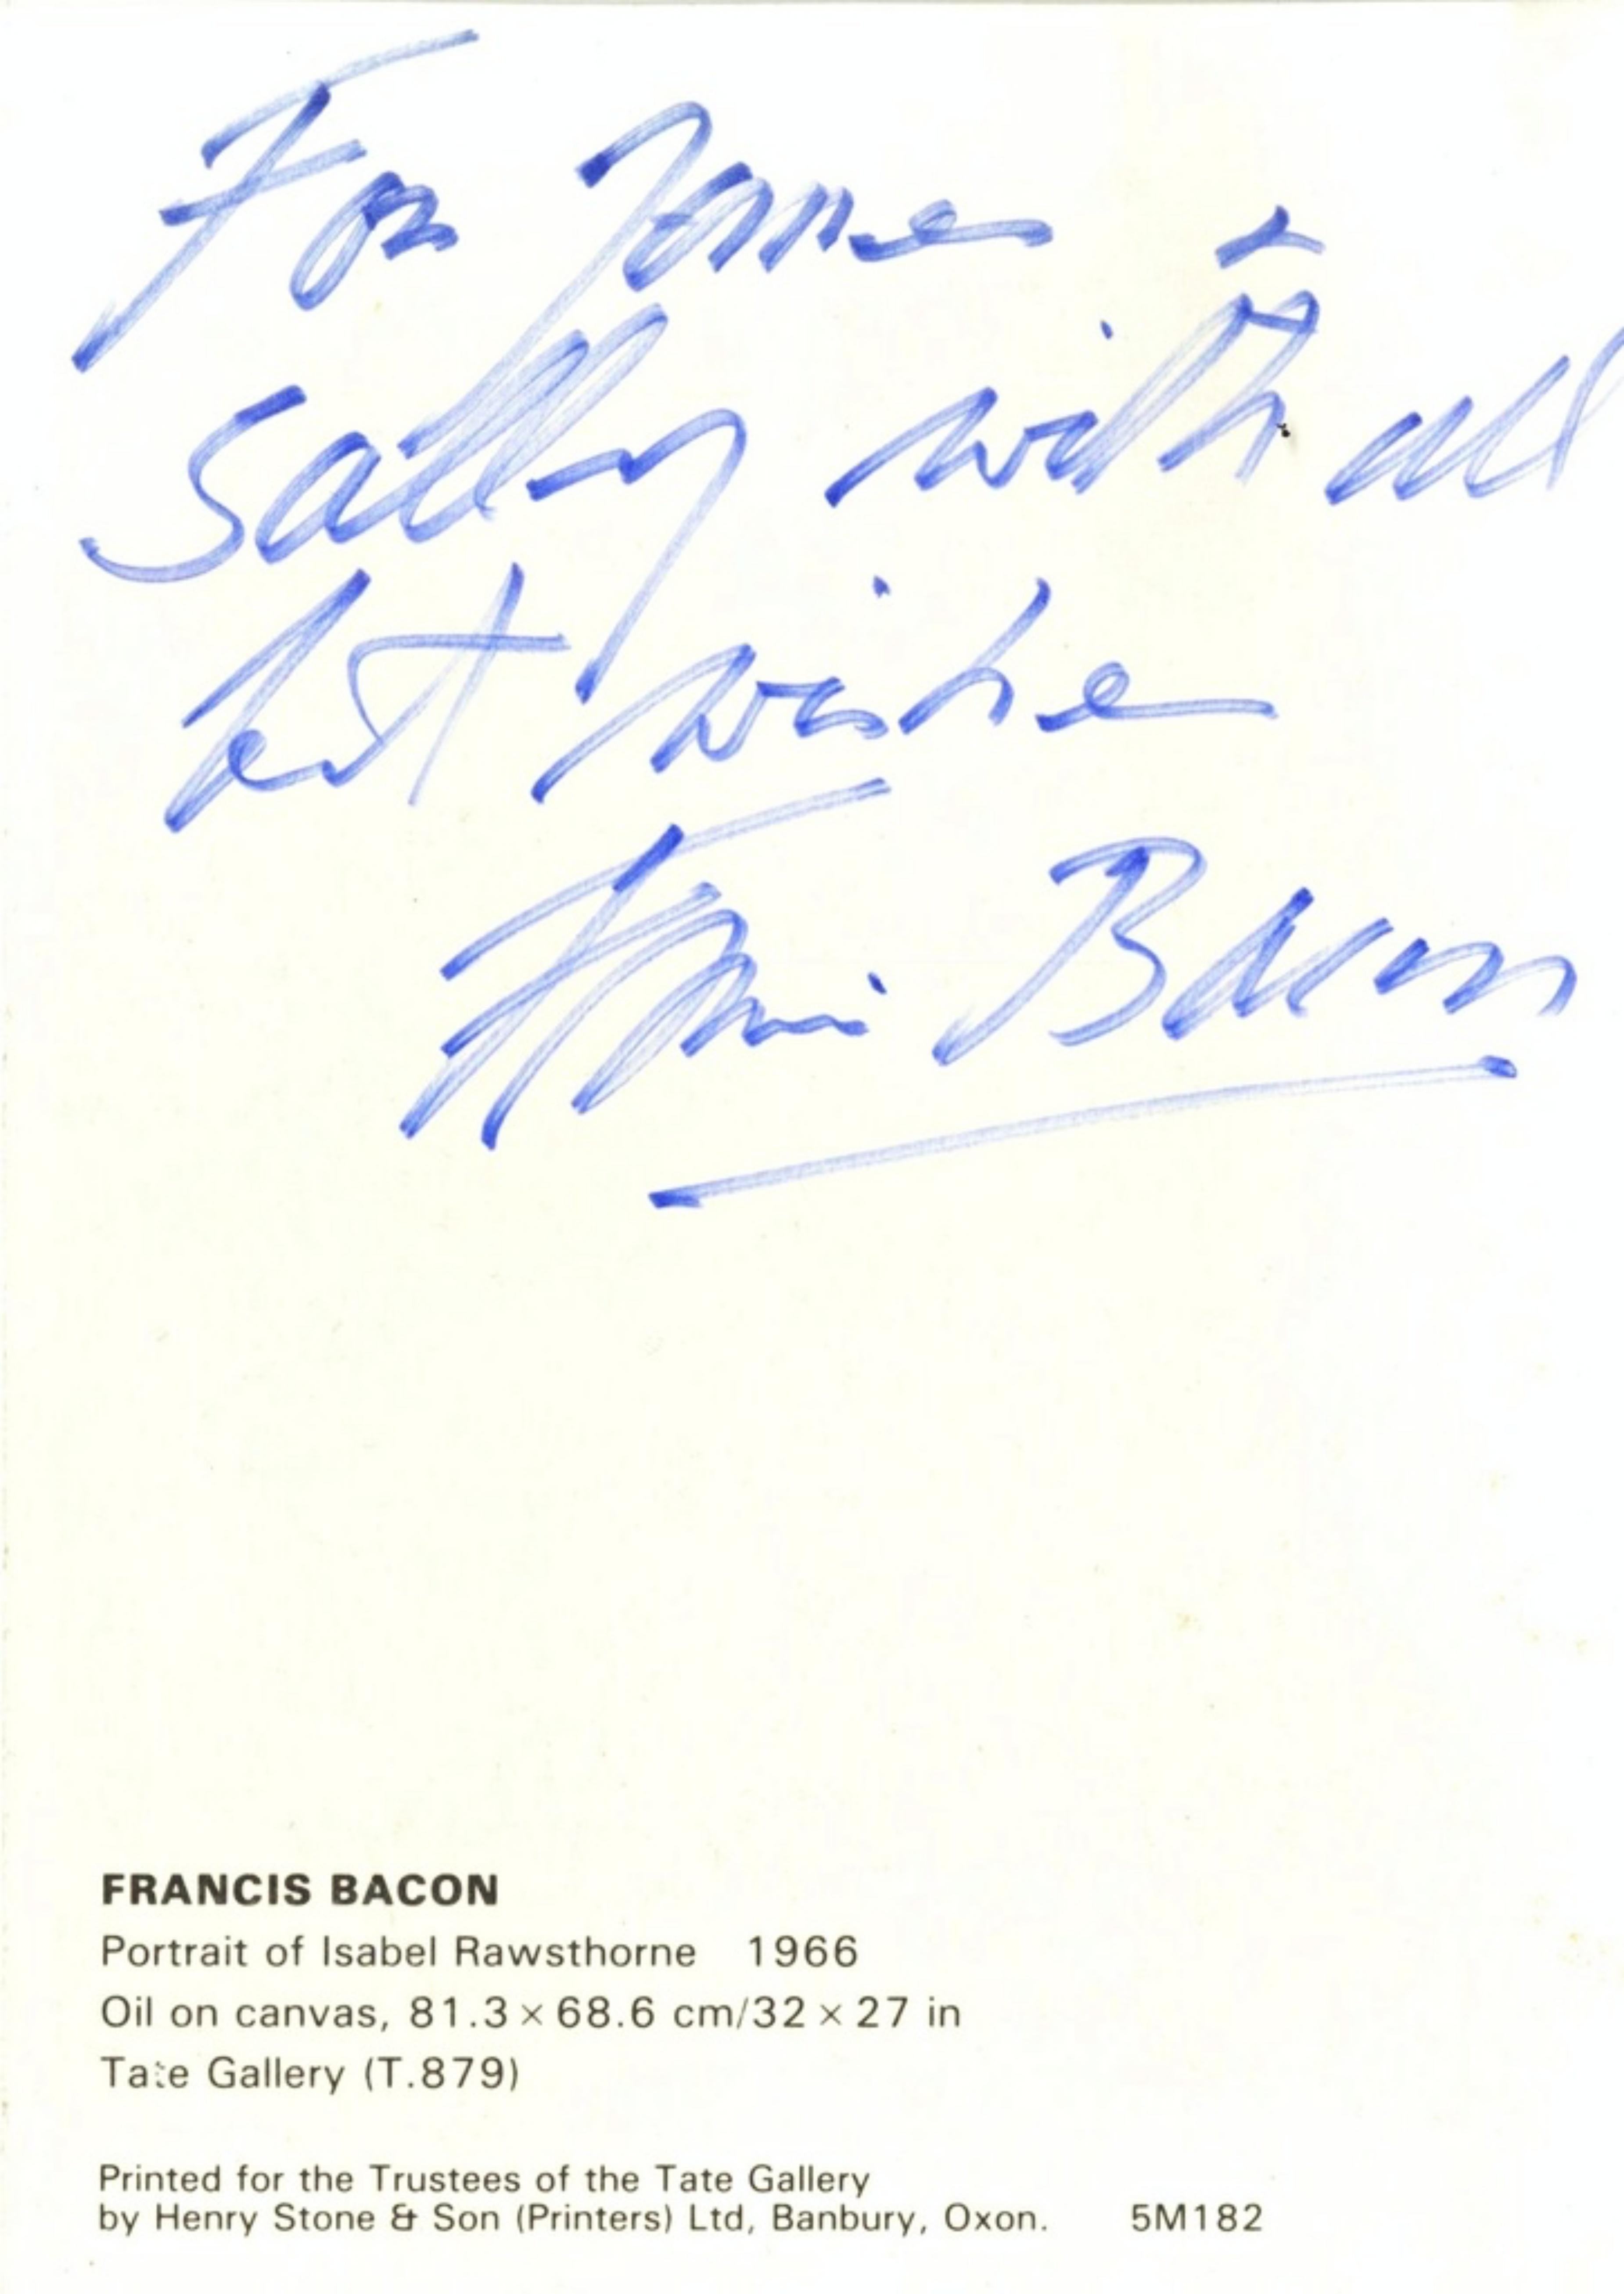 For James &
Sally with all
best wishes
Francis Bacon
FRANCIS BACON
Portrait of Isabel Rawsthorne 1966
Oil on canvas, 81.3 × 68.6 cm/32 × 27 in
Tate Gallery (T.879)
Printed for the Trustees of the Tate Gallery
by Henry Stone & Son (Printers) Ltd, Banbury, Oxon. 5M182